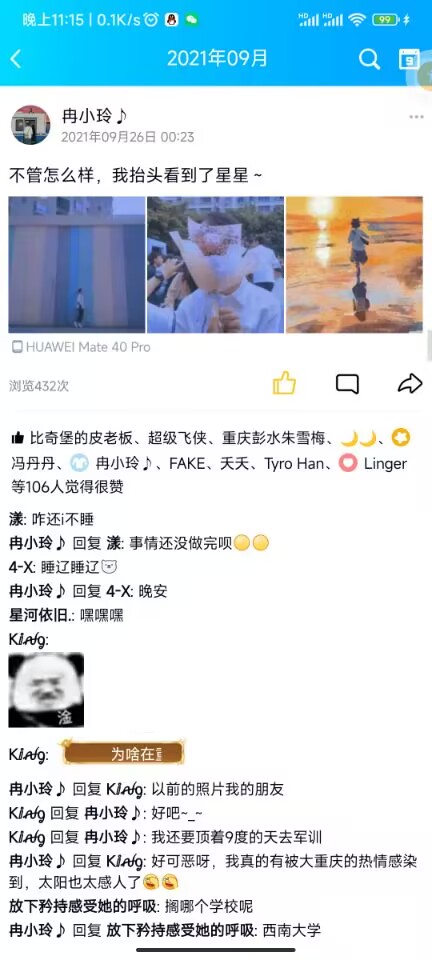 晚上11:15 | 0.1K/s
HD HD 99
2021年09月
9
冉小玲♪
2021年09月26日 00:23
不管怎么样，我抬头看到了星星~
HUAWEI Mate 40 Pro
浏览432次
比奇堡的皮老板、超级飞侠、重庆彭水朱雪梅、🌙🌙、
冯丹丹、 冉小玲♪、FAKE、天天、Tyro Han、 Linger
等106人觉得很赞
漾: 咋还i不睡
冉小玲♪ 回复 漾: 事情还没做完呗
4-X: 睡辽睡辽
冉小玲♪ 回复 4-X: 晚安
星河依旧.: 嘿嘿嘿
King:
淦
King: 为啥在
冉小玲♪ 回复 King: 以前的照片我的朋友
King 回复 冉小玲♪: 好吧~_~
King 回复 冉小玲♪: 我还要顶着9度的天去军训
冉小玲♪ 回复 King: 好可恶呀，我真的有被大重庆的热情感染
到，太阳也太感人了
放下矜持感受她的呼吸: 搁哪个学校呢
冉小玲♪ 回复 放下矜持感受她的呼吸: 西南大学